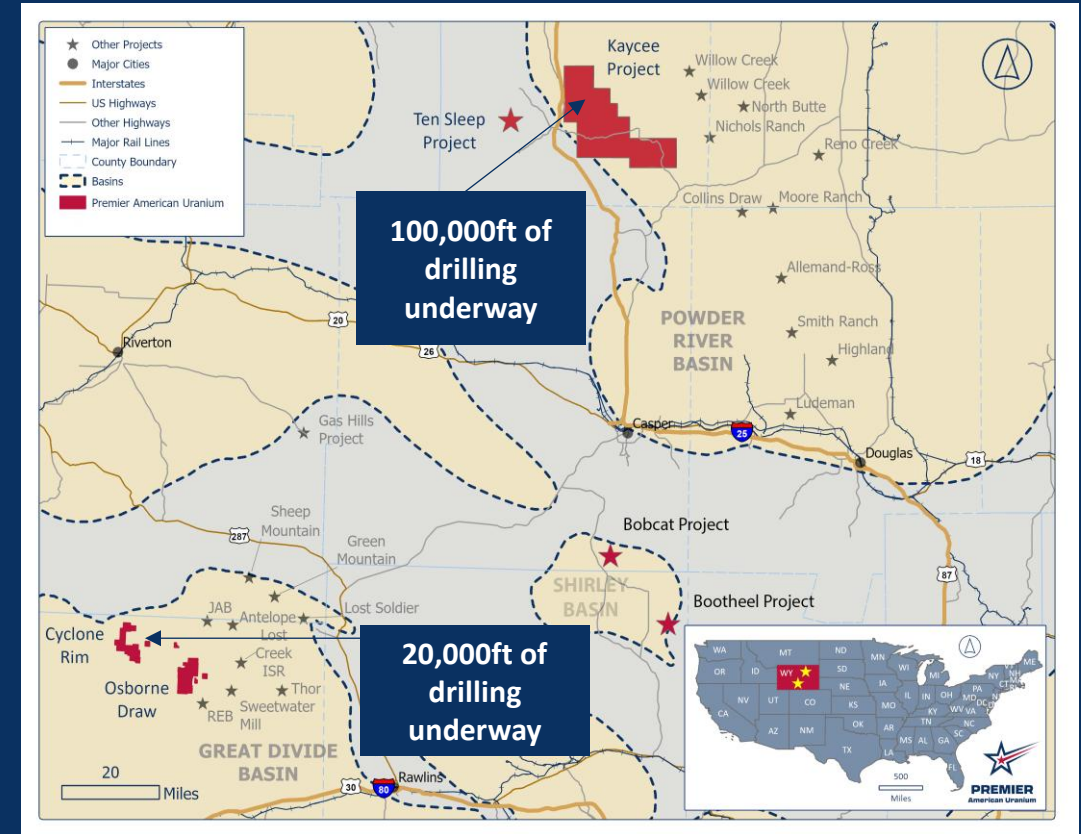 Other Projects
Major Cities
Interstates
US Highways
Other Highways
Major Rail Lines
County Boundary
Basins
Premier American Uranium
Kaycee
Project
Willow Creek
Willow Creek
North Butte
Nichols Ranch
Reno Creek
Ten Sleep
Project
100,000ft of
drilling
underway
Collins Draw
Moore Ranch
Allemand-Ross
POWDER
RIVER
BASIN
Smith Ranch
Highland
Ludeman
20
26
Riverton
Gas Hills
Project
Casper
25
Douglas
18
Sheep
Mountain
287
Green
Mountain
Bobcat Project
SHIRLEY
BASIN
87
Bootheel Project
JAB
Antelope
Lost Soldier
Cyclone
Rim
Lost
Creek
ISR
Osborne
Draw
Thor
REB
Sweetwater
Mill
20,000ft of
drilling
underway
GREAT DIVIDE
BASIN
20
Miles
30
80
Rawlins
WA
MT
ND
MN
ME
OR
ID
WY
SD
WI
MI
NY
NH
MA
CT
NV
UT
CO
NE
IA
IL
IN
OH
PA
MD
DC
CA
KS
MO
KY
WV
VA
AZ
NM
OK
AR
TN
NC
SC
TX
LA
MS
AL
GA
FL
500
Miles
PREMIER
American Uranium